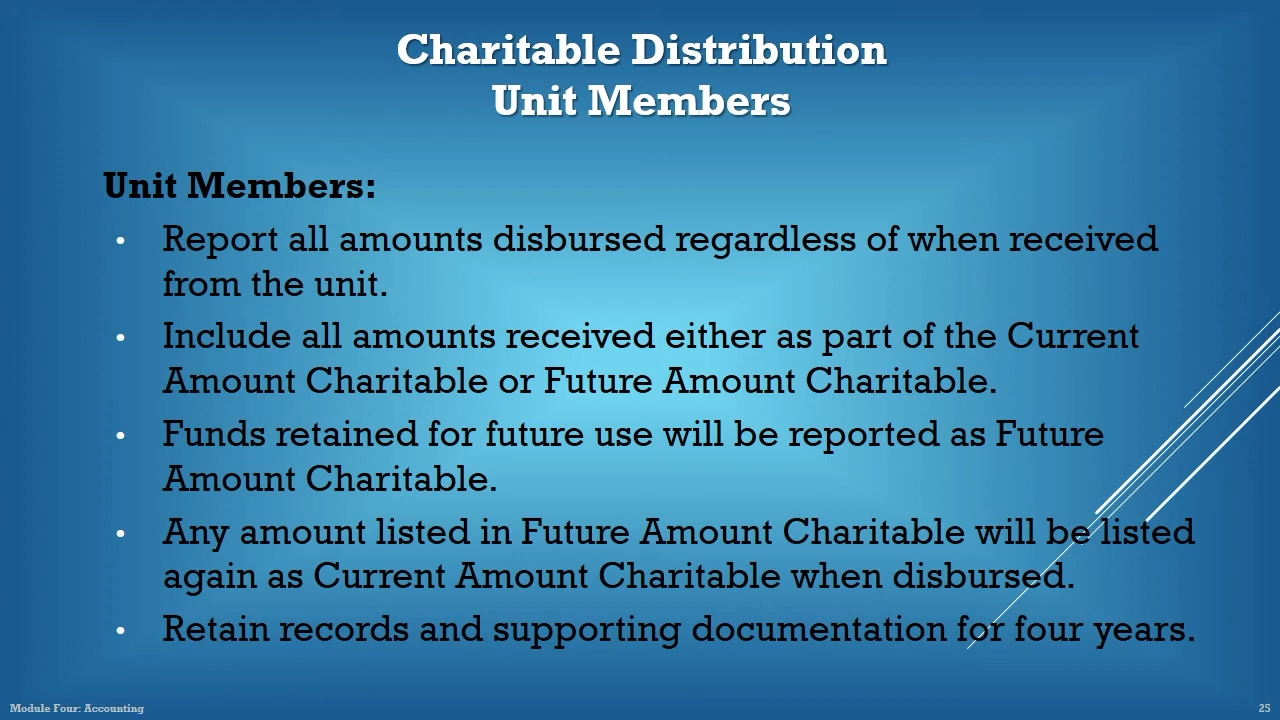 Charitable Distribution
Unit Members
Unit Members:
• Report all amounts disbursed regardless of when received
from the unit.
• Include all amounts received either as part of the Current
Amount Charitable or Future Amount Charitable.
• Funds retained for future use will be reported as Future
Amount Charitable.
• Any amount listed in Future Amount Charitable will be listed
again as Current Amount Charitable when disbursed.
• Retain records and supporting documentation for four years.
Module Four: Accounting
25